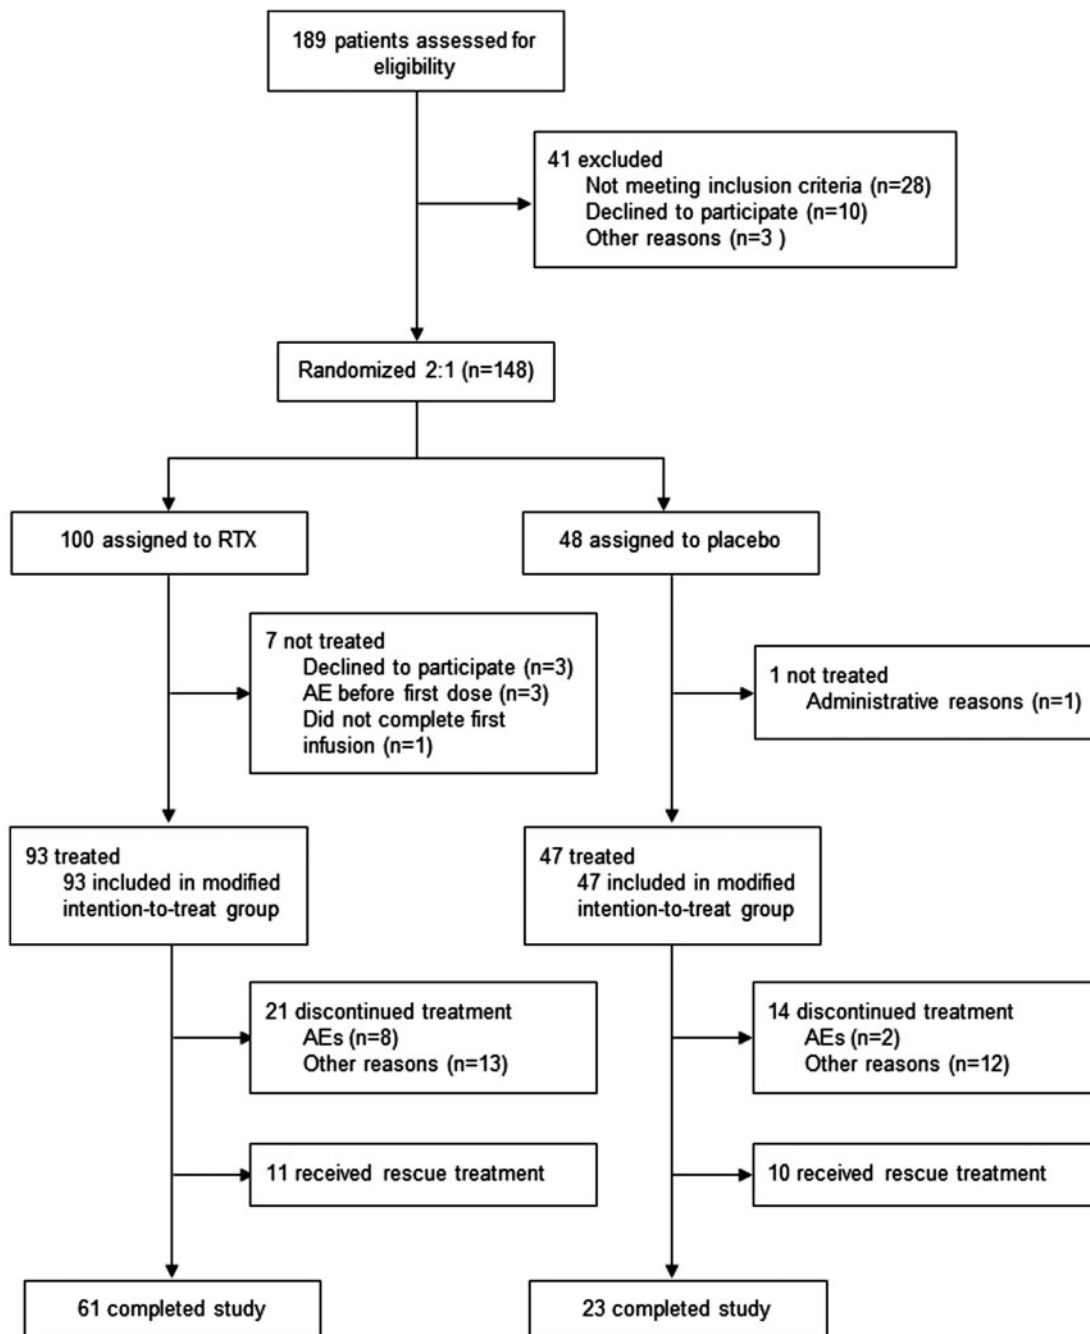 189 patients assessed for
eligibility
41 excluded
Not meeting inclusion criteria (n=28)
Declined to participate (n=10)
Other reasons (n=3 )
Randomized 2:1 (n=148)
100 assigned to RTX
48 assigned to placebo
7 not treated
Declined to participate (n=3)
AE before first dose (n=3)
Did not complete first
infusion (n=1)
1 not treated
Administrative reasons (n=1)
93 treated
93 included in modified
intention-to-treat group
47 treated
47 included in modified
intention-to-treat group
21 discontinued treatment
AEs (n=8)
Other reasons (n=13)
14 discontinued treatment
AEs (n=2)
Other reasons (n=12)
11 received rescue treatment
10 received rescue treatment
61 completed study
23 completed study